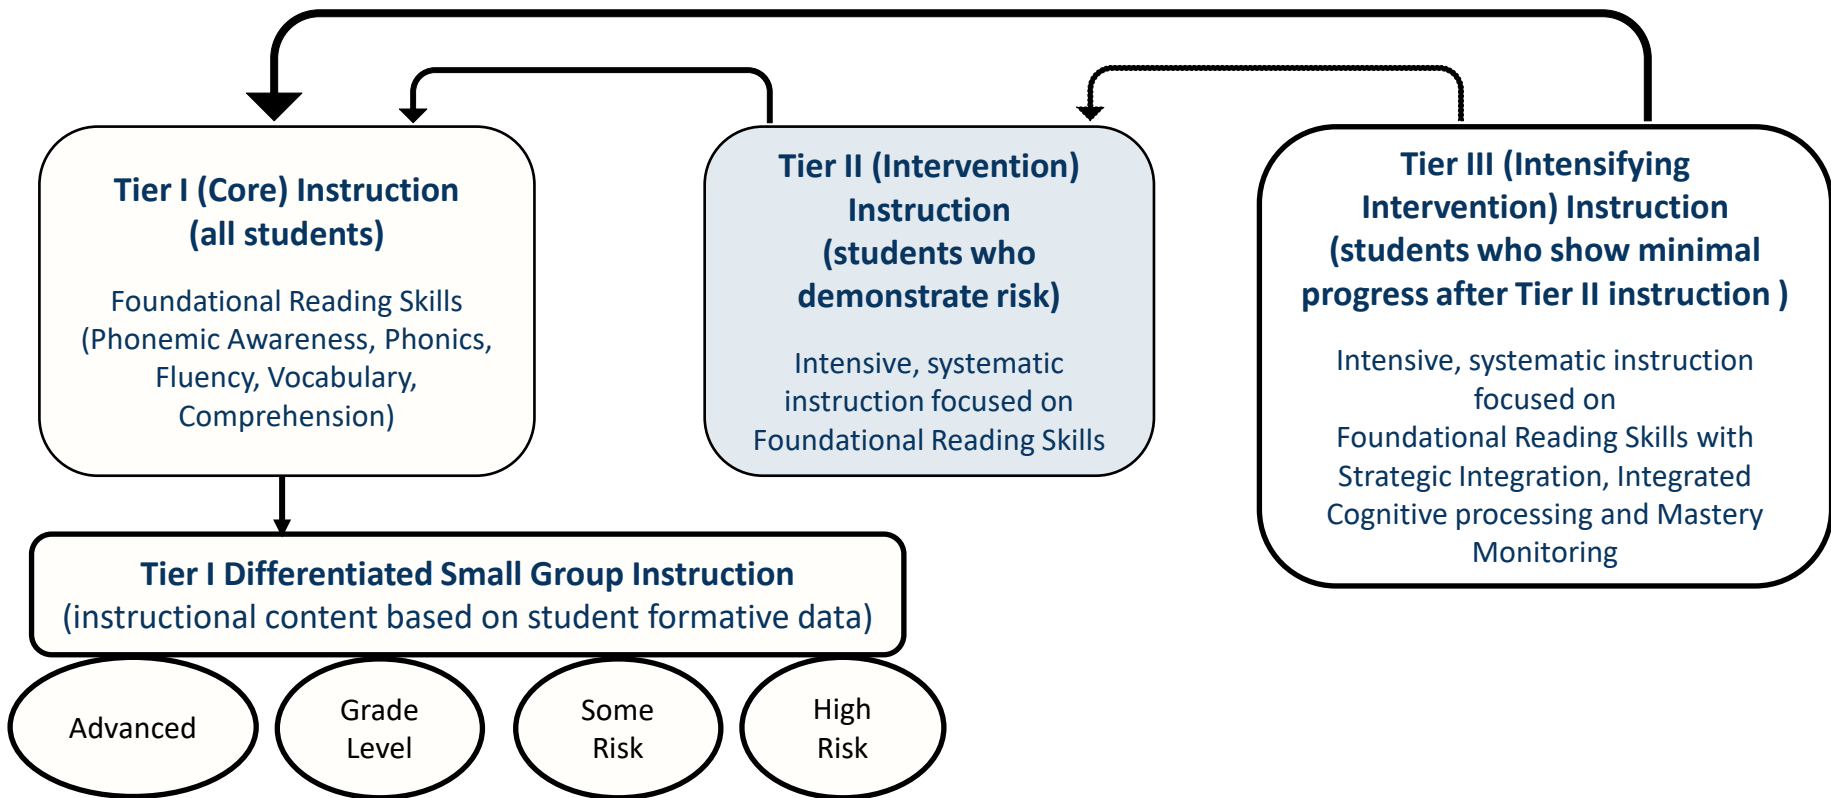 Tier I (Core) Instruction
(all students)
Foundational Reading Skills
(Phonemic Awareness, Phonics,
Fluency, Vocabulary,
Comprehension)
Tier II (Intervention)
Instruction
(students who
demonstrate risk)
Intensive, systematic
instruction focused on
Foundational Reading Skills
Tier III (Intensifying
Intervention) Instruction
(students who show minimal
progress after Tier II instruction )
Intensive, systematic instruction
focused on
Foundational Reading Skills with
Strategic Integration, Integrated
Cognitive processing and Mastery
Monitoring
Tier I Differentiated Small Group Instruction
(instructional content based on student formative data)
Advanced
Grade
Level
Some
Risk
High
Risk